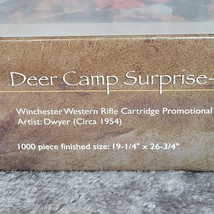 Deer Camp Surprise-
Winchester Western Rifle Cartridge Promotional
Artist: Dwyer (Circa 1954)
1000 piece finished size: 19-1/4" x 26-3/4"